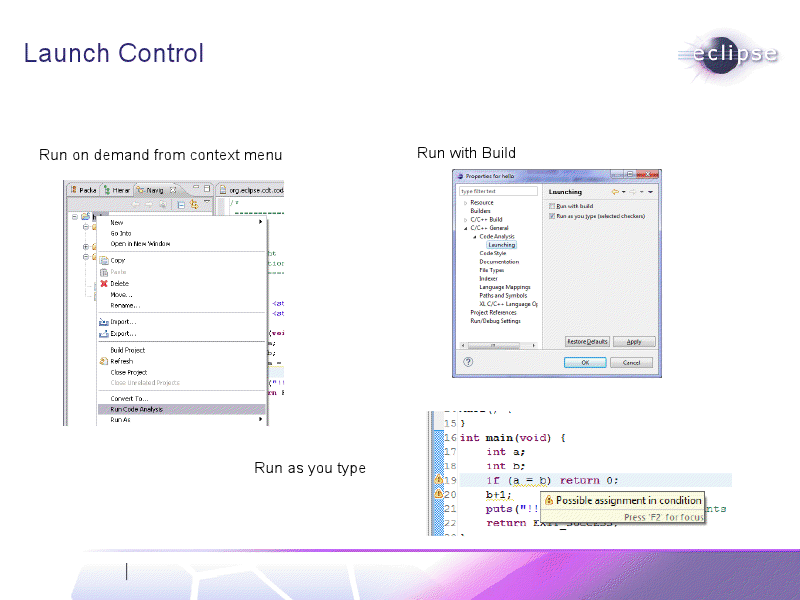 Launch Control
eclipse
Run on demand from context menu
Run with Build
Packa Hierar Navig
org.eclipse.cdt.coda
New
Go Into
Open in New Window
Copy
Paste
Delete
Move...
Rename...
Import...
Export...
Build Project
Refresh
Close Project
Close Unrelated Projects
Convert To...
Run Code Analysis
Run As
Properties for hello
type filter text
Resource
Builders
C/C++ Build
C/C++ General
Code Analysis
Launching
Code Style
Documentation
File Types
Indexer
Language Mappings
Paths and Symbols
XL C/C++ Language Op
Project References
Run/Debug Settings
Launching
Run with build
Run as you type (selected checkers)
Restore Defaults Apply
OK Cancel
Run as you type
15 }
16 int main(void) {
17 int a;
18 int b;
19 if (a = b) return 0;
20 b+1;
21 puts("!! nts
22 return EXIT_SUCCESS;
Possible assignment in condition
Press 'F2' for focus